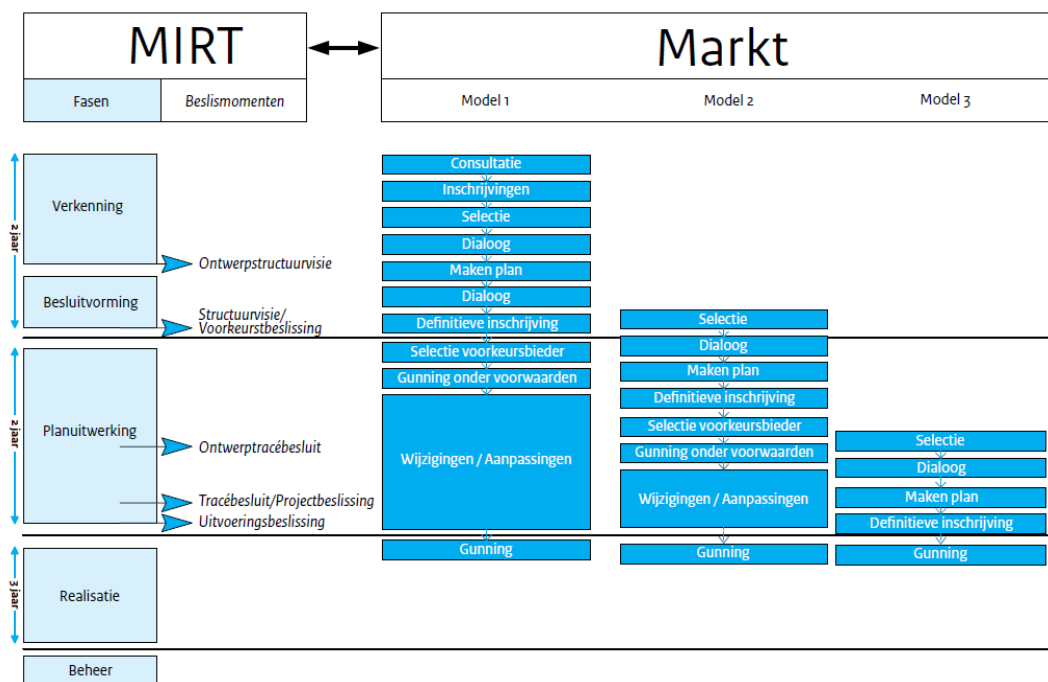 MIRT
Markt
Fasen
Beslismomenten
Model 1
Model 2
Model 3
2 jaar
Verkenning
Ontwerpstructuurvisie
Besluitvorming
Structuurvisie/
Voorkeurstbeslissing
2 jaar
Planuitwerking
Ontwerptracébesluit
Tracébesluit/Projectbeslissing
Uitvoeringsbeslissing
3 jaar
Realisatie
Beheer
Consultatie
Inschrijvingen
Selectie
Dialoog
Maken plan
Dialoog
Definitieve inschrijving
Selectie voorkeursbieder
Gunning onder voorwaarden
Wijzigingen / Aanpassingen
Gunning
Selectie
Dialoog
Maken plan
Definitieve inschrijving
Selectie voorkeursbieder
Gunning onder voorwaarden
Wijzigingen / Aanpassingen
Gunning
Selectie
Dialoog
Maken plan
Definitieve inschrijving
Gunning